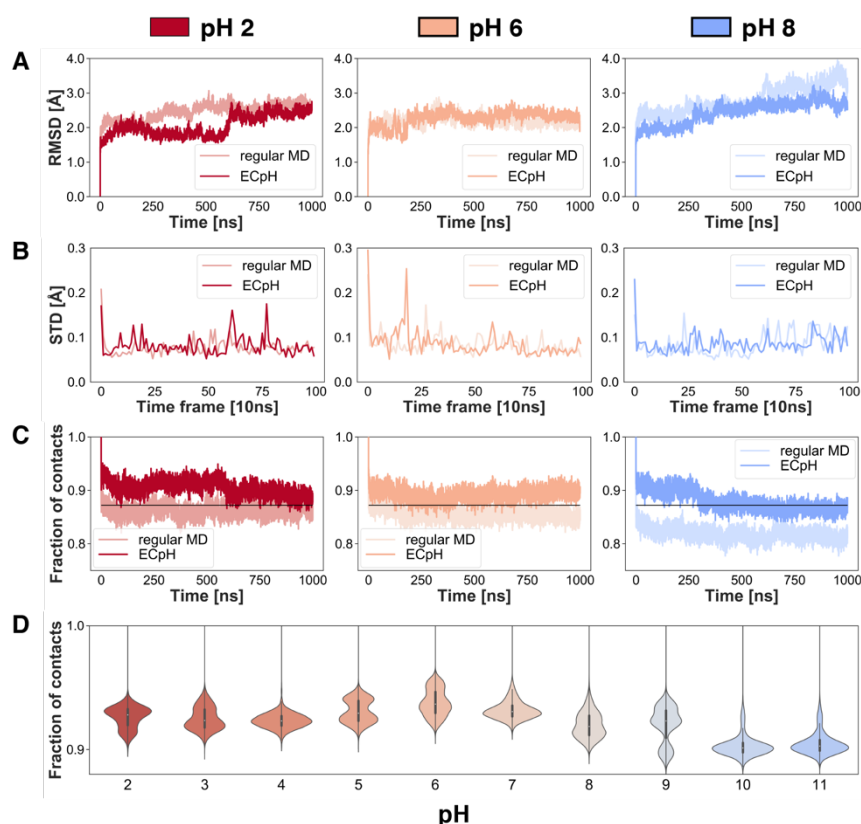 pH 2 pH 6 pH 8
A
RMSD [Å]
4.0
3.0
2.0
1.0
0.0
regular MD
ECpH
0 250 500 750 1000
Time [ns]
4.0
3.0
2.0
1.0
0.0
regular MD
ECpH
0 250 500 750 1000
Time [ns]
4.0
3.0
2.0
1.0
0.0
regular MD
ECpH
0 250 500 750 1000
Time [ns]
B
STD [Å]
0.3
0.2
0.1
0.0
regular MD
ECpH
0 25 50 75 99
Time frame [10ns]
0.3
0.2
0.1
0.0
regular MD
ECpH
0 25 50 75 99
Time frame [10ns]
0.3
0.2
0.1
0.0
regular MD
ECpH
0 25 50 75 99
Time frame [10ns]
C
Fraction of contacts
1.0
0.9
0.8
regular MD
ECpH
0 250 500 750 1000
Time [ns]
1.0
0.9
0.8
regular MD
ECpH
0 250 500 750 1000
Time [ns]
1.0
0.9
0.8
regular MD
ECpH
0 250 500 750 1000
Time [ns]
D
Fraction of contacts
1.0
0.9
2 3 4 5 6 7 8 9 10 11
pH